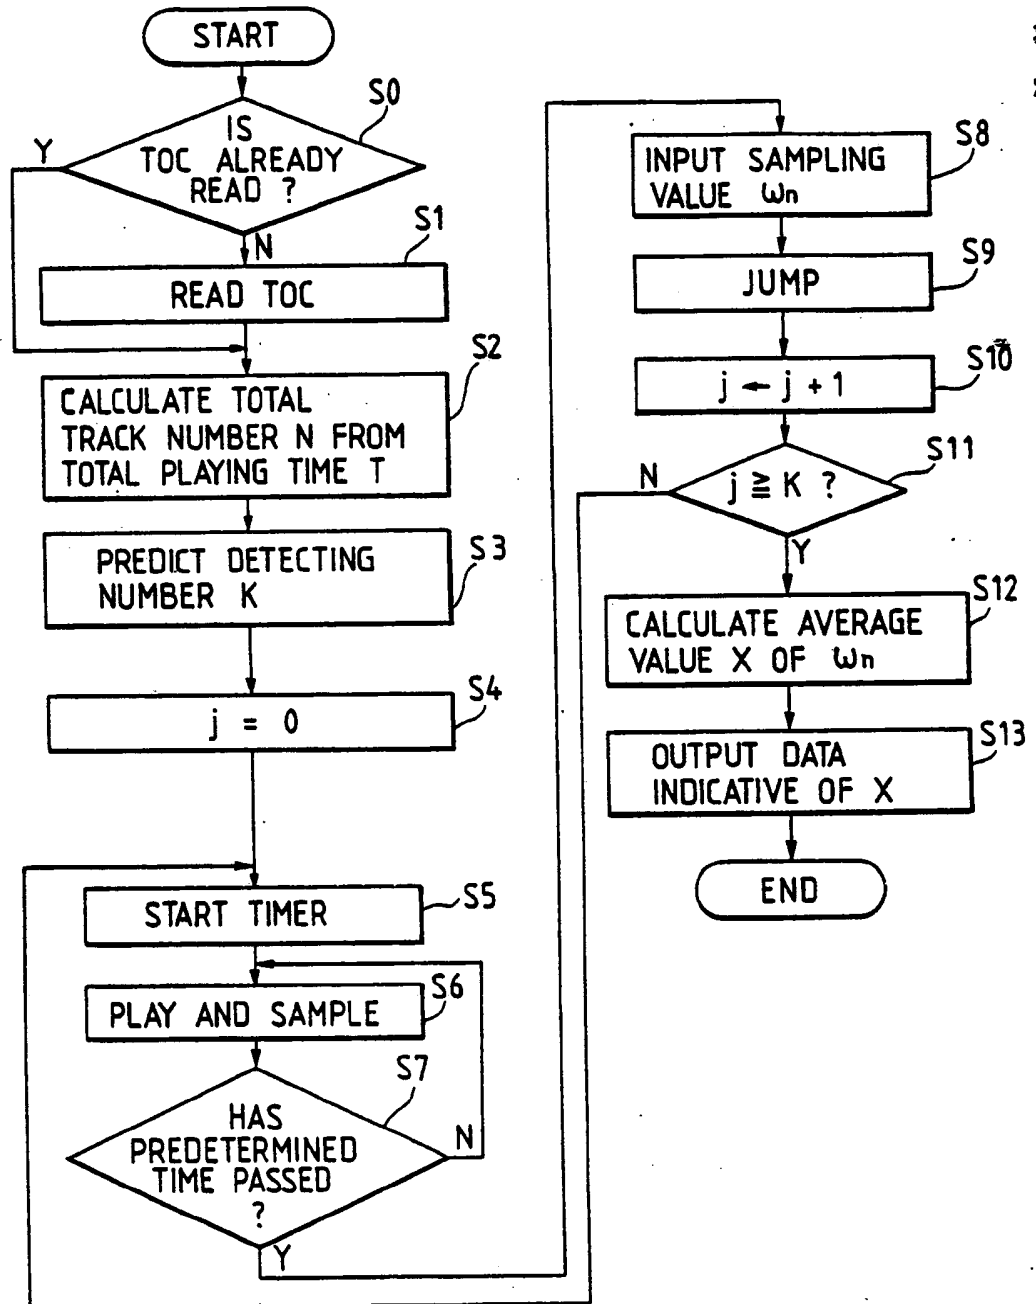 START
S0
IS
TOC ALREADY
READ ?
Y
N
S1
READ TOC
S2
CALCULATE TOTAL
TRACK NUMBER N FROM
TOTAL PLAYING TIME T
S3
PREDICT DETECTING
NUMBER K
S4
j = 0
S5
START TIMER
S6
PLAY AND SAMPLE
S7
HAS
PREDETERMINED
TIME PASSED
?
N
Y
S8
INPUT SAMPLING
VALUE ωn
S9
JUMP
S10
j ← j + 1
S11
j ≧ K ?
N
Y
S12
CALCULATE AVERAGE
VALUE X OF ωn
S13
OUTPUT DATA
INDICATIVE OF X
END